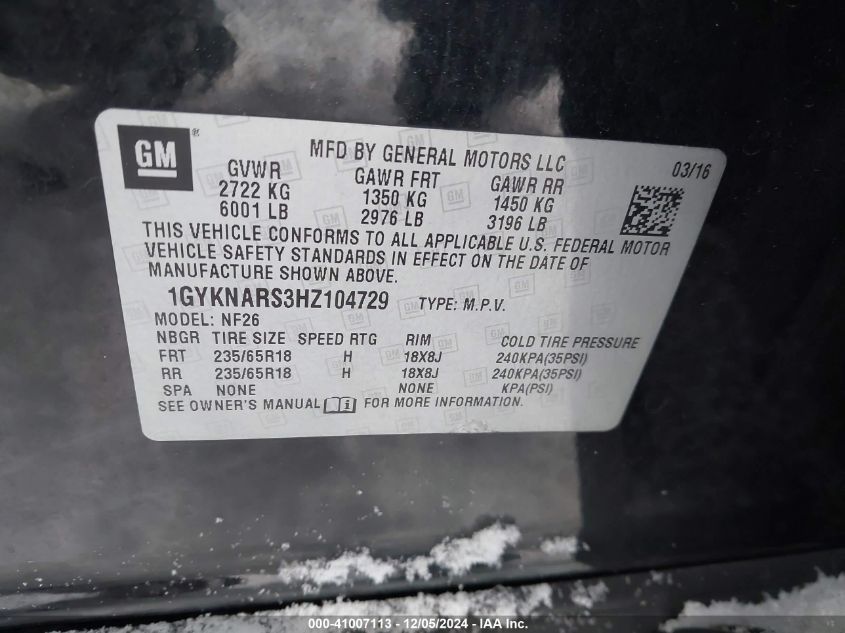 GM ®
MFD BY GENERAL MOTORS LLC
03/16
GVWR GAWR FRT GAWR RR
2722 KG 1350 KG 1450 KG
6001 LB 2976 LB 3196 LB
THIS VEHICLE CONFORMS TO ALL APPLICABLE U.S. FEDERAL MOTOR
VEHICLE SAFETY STANDARDS IN EFFECT ON THE DATE OF
MANUFACTURE SHOWN ABOVE.
1GYKNARS3HZ104729 TYPE: M.P.V.
MODEL: NF26
NBGR TIRE SIZE SPEED RTG RIM COLD TIRE PRESSURE
FRT 235/65R18 H 18X8J 240KPA(35PSI)
RR 235/65R18 H 18X8J 240KPA(35PSI)
SPA NONE NONE KPA(PSI)
SEE OWNER'S MANUAL i FOR MORE INFORMATION.
000-41007113 - 12/05/2024 - IAA Inc.